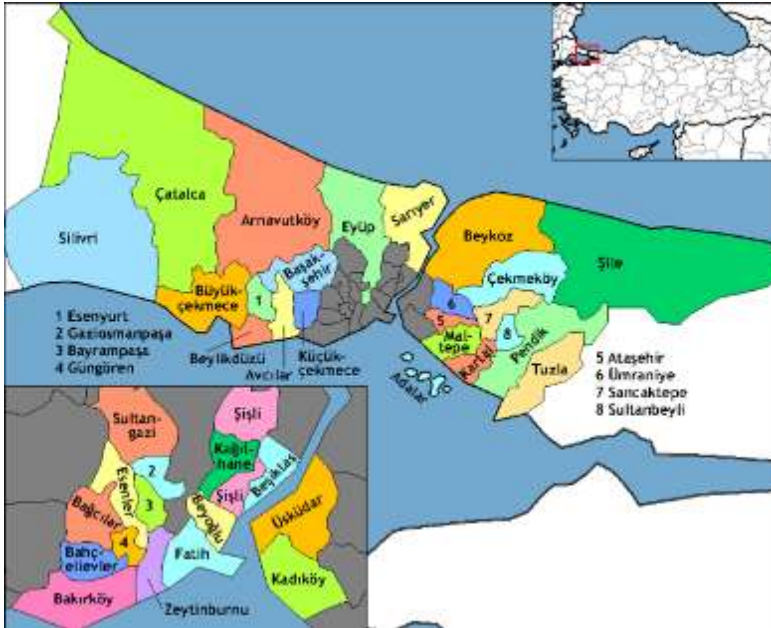 Çatalca
Silivri
Arnavutköy
Eyüp
Sarıyer
Beykoz
Şile
Çekmeköy
Başak-
şehir
Büyük-
çekmece
1
6
5
7
8
Mal-
tepe
Kartal
Pendik
Tuzla
Adalar
Beylikdüzü
Avcılar
Küçük-
çekmece
1 Esenyurt
2 Gaziosmanpaşa
3 Bayrampaşa
4 Güngören
5 Ataşehir
6 Ümraniye
7 Sancaktepe
8 Sultanbeyli
Sultan-
gazi
Şişli
Kağıt-
hane
Beşiktaş
Şişli
2
Esenler
3
Bağcılar
4
Beyoğlu
Üsküdar
Bahç-
elievler
Fatih
Kadıköy
Bakırköy
Zeytinburnu